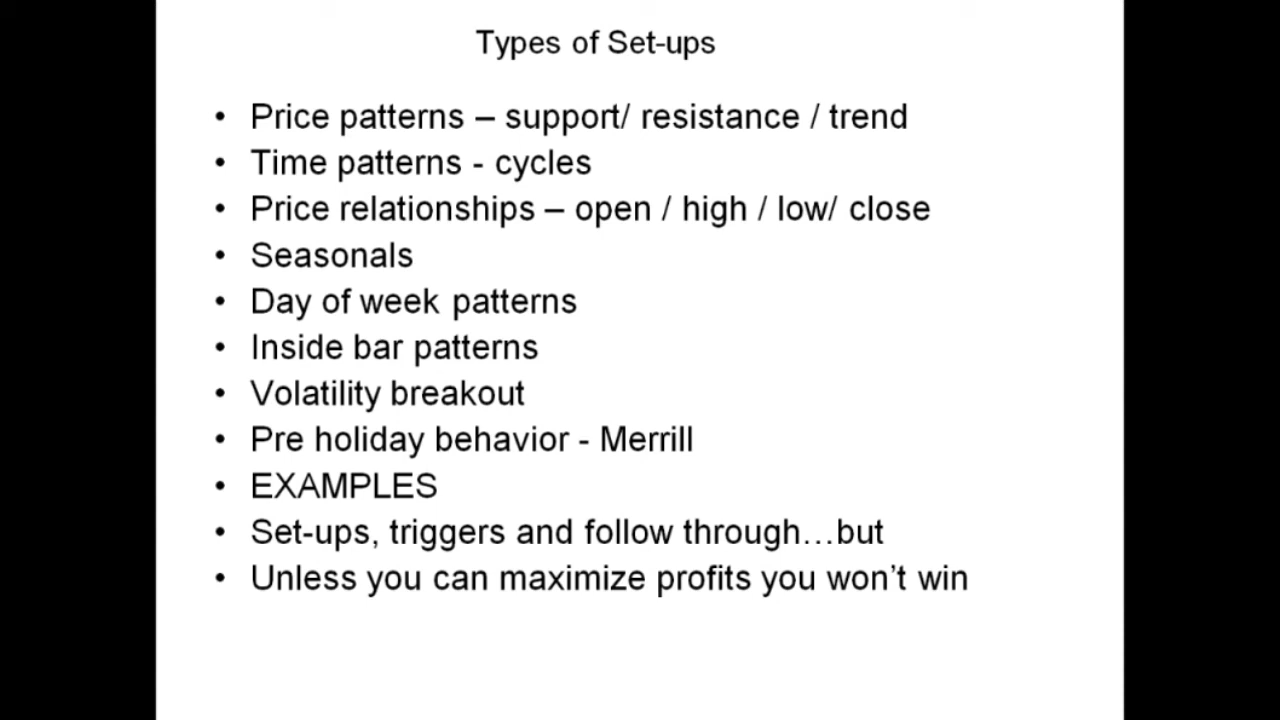 Types of Set-ups
• Price patterns – support/ resistance / trend
• Time patterns - cycles
• Price relationships – open / high / low/ close
• Seasonals
• Day of week patterns
• Inside bar patterns
• Volatility breakout
• Pre holiday behavior - Merrill
• EXAMPLES
• Set-ups, triggers and follow through…but
• Unless you can maximize profits you won’t win